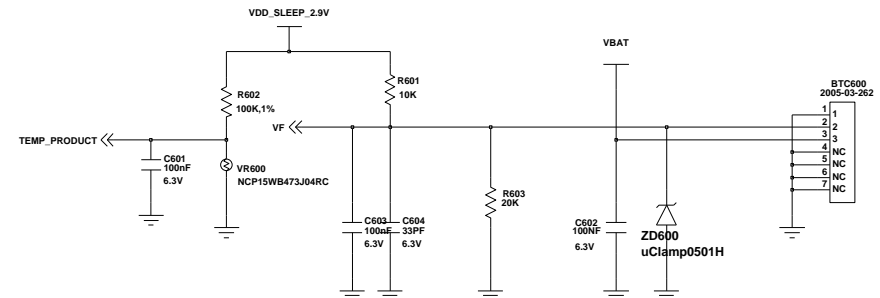 VDD_SLEEP_2.9V
VBAT
BTC600
2005-03-262
R601
10K
R602
100K,1%
TEMP_PRODUCT
VF
C601
100nF
6.3V
VR600
NCP15WB473J04RC
C603
100nF
6.3V
C604
33PF
6.3V
R603
20K
C602
100NF
6.3V
ZD600
uClamp0501H
1 1
2 2
3 3
4 NC
5 NC
6 NC
7 NC